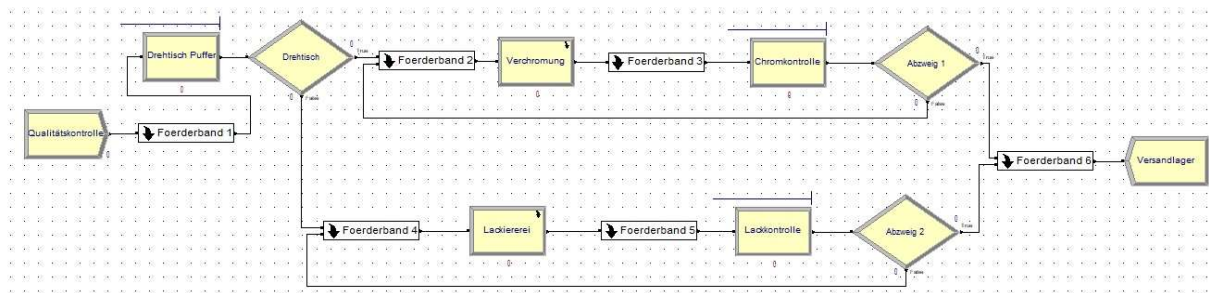 Drehtisch Puffer
0
Drehtisch
0
True
0
False
Foerderband 2
Verchromung
0
Foerderband 3
Chromkontrolle
0
Abzweig 1
0
True
0
False
Qualitätskontrolle
0
Foerderband 1
Foerderband 6
Versandlager
0
Foerderband 4
Lackiererei
0
Foerderband 5
Lackkontrolle
0
Abzweig 2
0
True
0
False